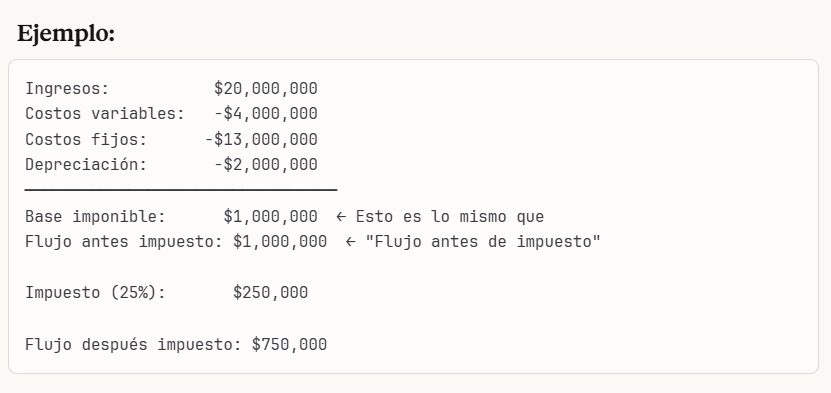 Ejemplo:
Ingresos: $20,000,000
Costos variables: -$4,000,000
Costos fijos: -$13,000,000
Depreciación: -$2,000,000
Base imponible: $1,000,000 ← Esto es lo mismo que
Flujo antes impuesto: $1,000,000 ← "Flujo antes de impuesto"
Impuesto (25%): $250,000
Flujo después impuesto: $750,000